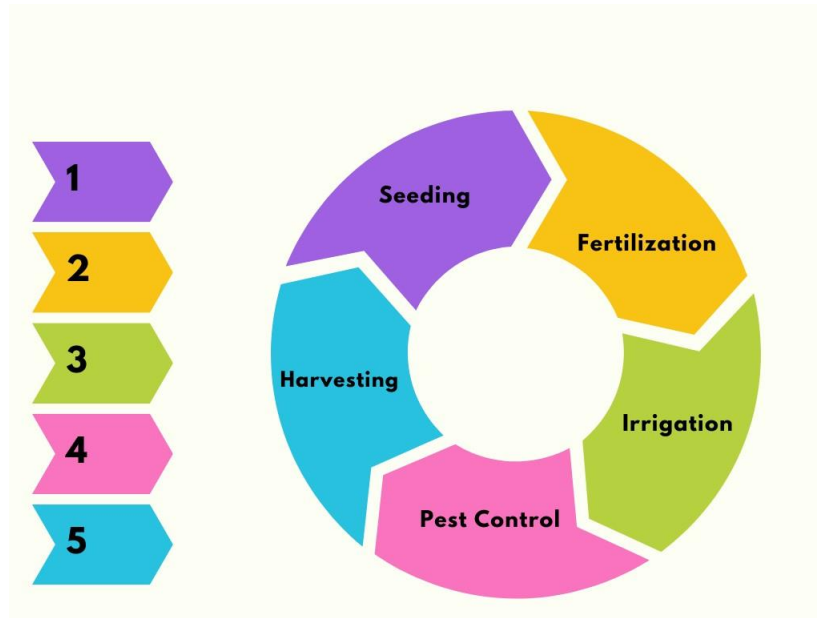 1
2
3
4
5
Seeding
Fertilization
Irrigation
Pest Control
Harvesting